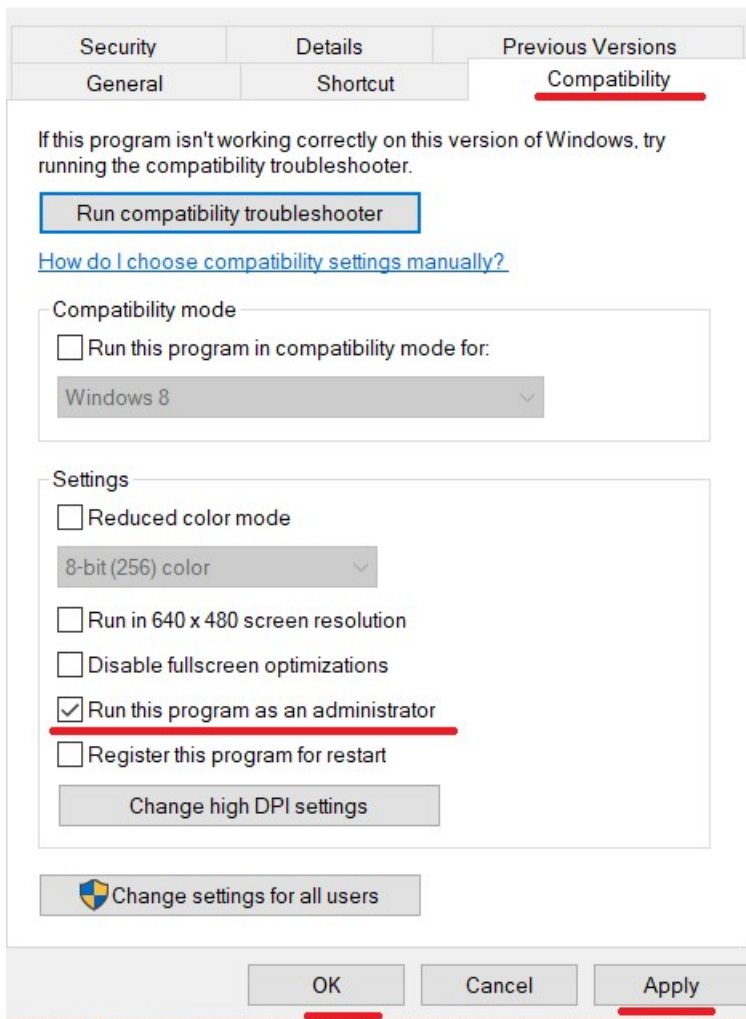 Security Details Previous Versions
General Shortcut Compatibility
If this program isn't working correctly on this version of Windows, try
running the compatibility troubleshooter.
Run compatibility troubleshooter
How do I choose compatibility settings manually?
Compatibility mode
Run this program in compatibility mode for:
Windows 8
Settings
Reduced color mode
8-bit (256) color
Run in 640 x 480 screen resolution
Disable fullscreen optimizations
Run this program as an administrator
Register this program for restart
Change high DPI settings
Change settings for all users
OK Cancel Apply